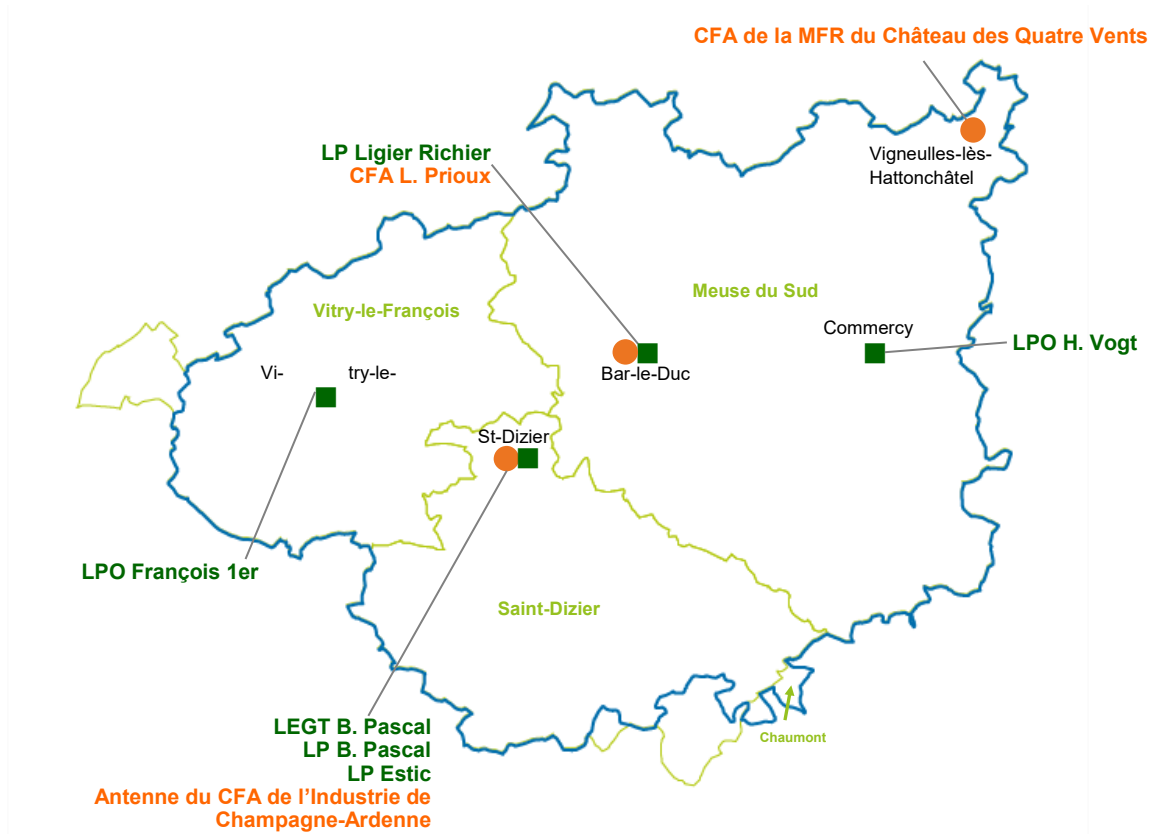 CFA de la MFR du Château des Quatre Vents
LP Ligier Richier
CFA L. Prioux
Vigneulles-lès-
Hattonchâtel
Meuse du Sud
Vitry-le-François
Commercy
LPO H. Vogt
Bar-le-Duc
Vi- try-le-
St-Dizier
LPO François 1er
Saint-Dizier
LEGT B. Pascal
LP B. Pascal
LP Estic
Antenne du CFA de l’Industrie de
Champagne-Ardenne
Chaumont